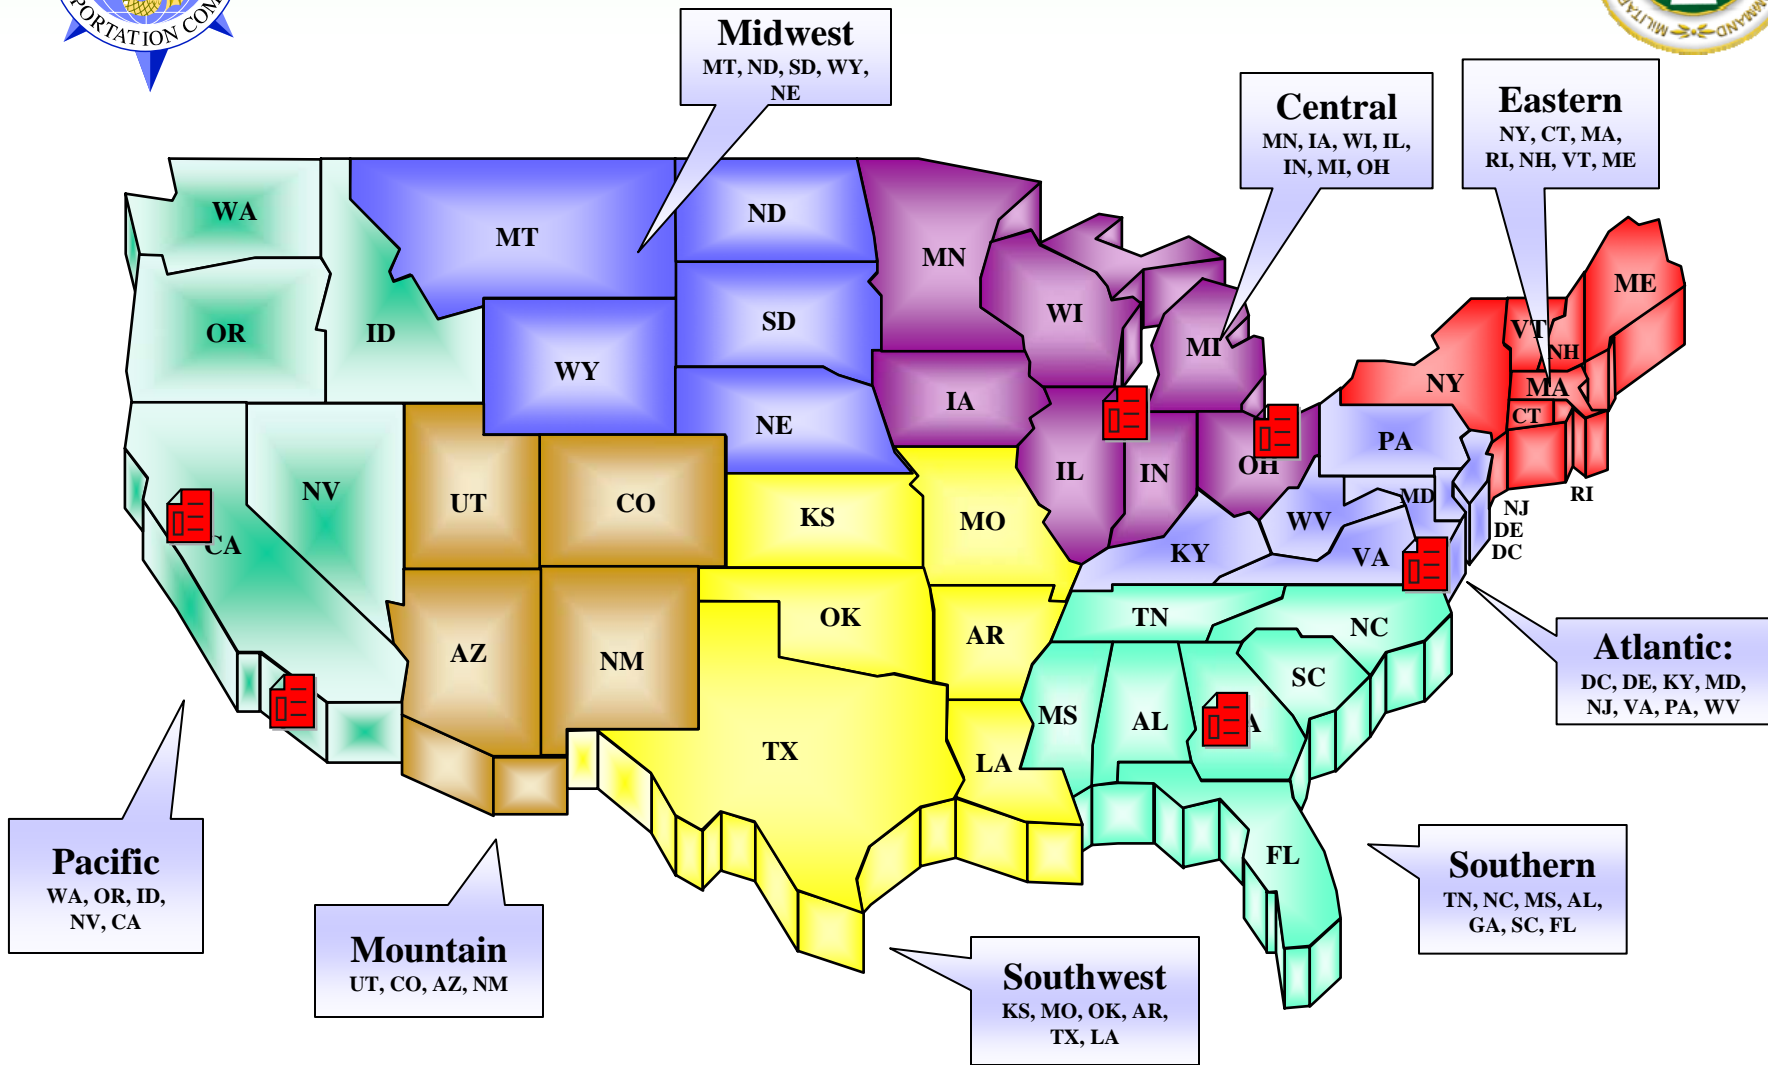 PORTATION COM
COMMAND
MILITAR
Midwest
MT, ND, SD, WY,
NE
Central
MN, IA, WI, IL,
IN, MI, OH
Eastern
NY, CT, MA,
RI, NH, VT, ME
WA
MT
ND
MN
ME
OR
ID
SD
WI
MI
VT
NH
WY
NY
MA
NE
IA
CT
PA
OH
IL
IN
NV
UT
CO
KS
MO
MD
RI
NJ
DE
DC
WV
CA
KY
VA
OK
AR
TN
NC
AZ
NM
SC
MS
AL
A
TX
LA
FL
Atlantic:
DC, DE, KY, MD,
NJ, VA, PA, WV
Pacific
WA, OR, ID,
NV, CA
Mountain
UT, CO, AZ, NM
Southwest
KS, MO, OK, AR,
TX, LA
Southern
TN, NC, MS, AL,
GA, SC, FL